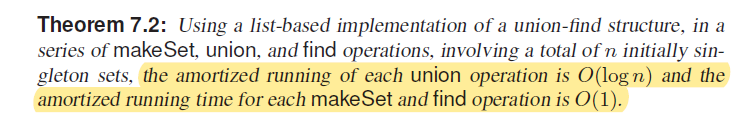 Theorem 7.2: Using a list-based implementation of a union-find structure, in a
series of makeSet, union, and find operations, involving a total of n initially sin-
gleton sets, the amortized running of each union operation is O(log n) and the
amortized running time for each makeSet and find operation is O(1).